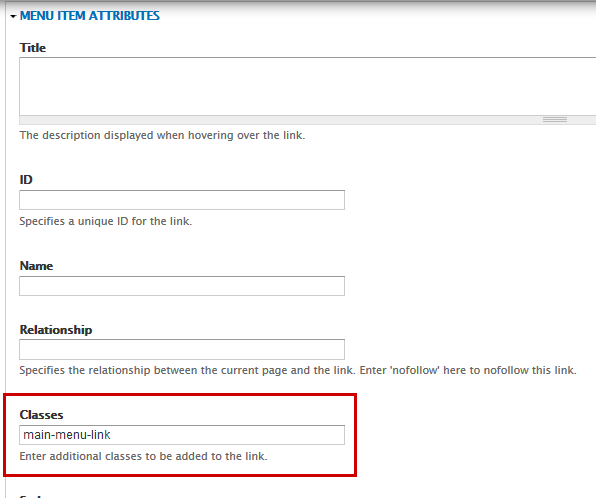 MENU ITEM ATTRIBUTES
Title
The description displayed when hovering over the link.
ID
Specifies a unique ID for the link.
Name
Relationship
Specifies the relationship between the current page and the link. Enter 'nofollow' here to nofollow this link.
Classes
main-menu-link
Enter additional classes to be added to the link.